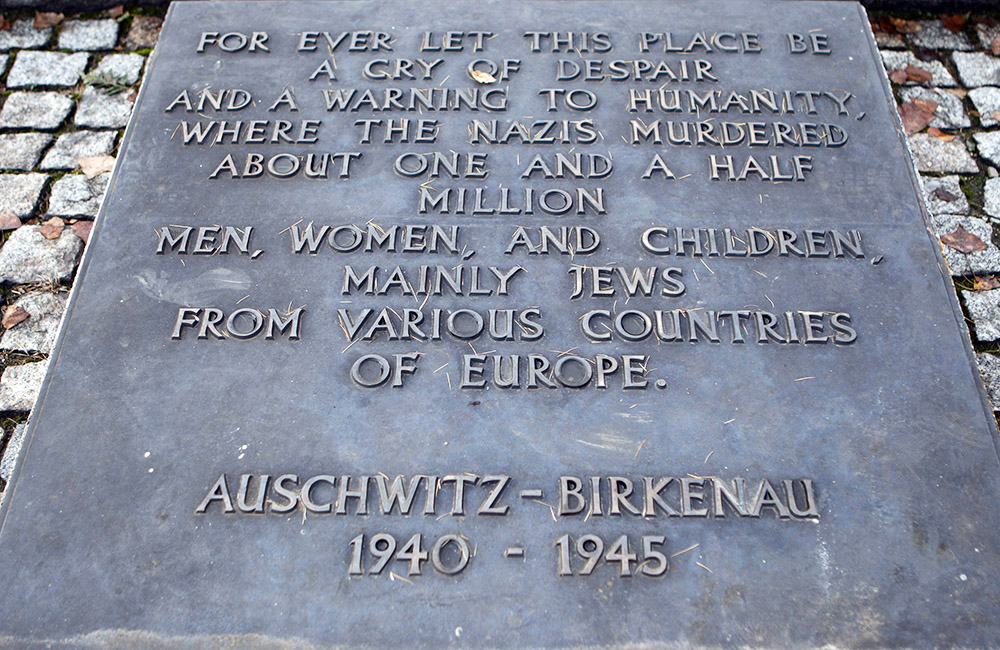 FOR EVER LET THIS PLACE BE
A CRY OF DESPAIR
AND A WARNING TO HUMANITY,
WHERE THE NAZIS MURDERED
ABOUT ONE AND A HALF
MILLION
MEN, WOMEN, AND CHILDREN,
MAINLY JEWS
FROM VARIOUS COUNTRIES
OF EUROPE.
AUSCHWITZ-BIRKENAU
1940 - 1945